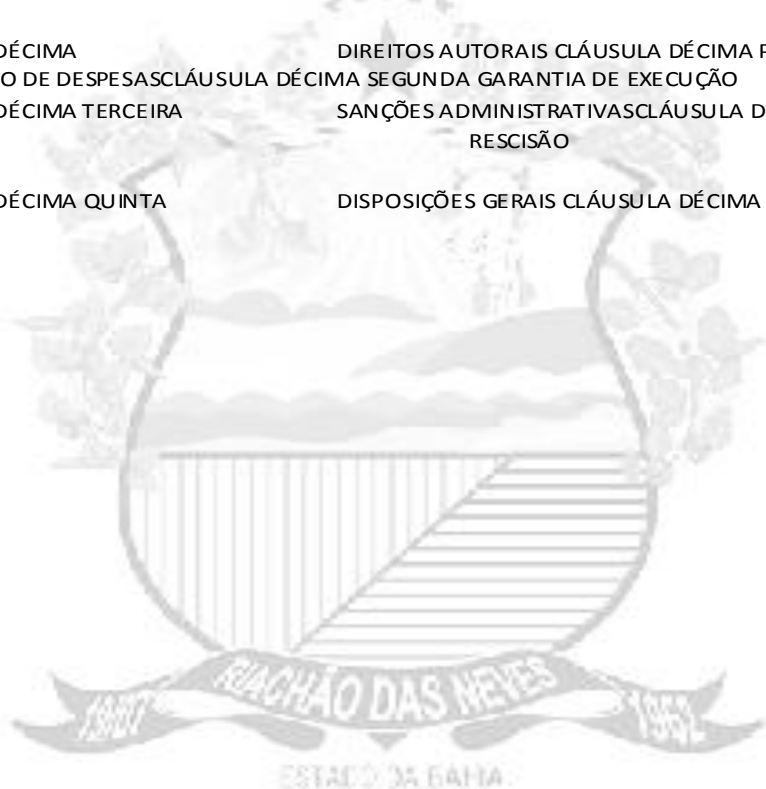 DÉCIMA DIREITOS AUTORAIS CLÁUSULA DÉCIMA P
O DE DESPESASCLÁUSULA DÉCIMA SEGUNDA GARANTIA DE EXECUÇÃO
DÉCIMA TERCEIRA SANÇÕES ADMINISTRATIVASCLÁUSULA D
RESCISÃO
DÉCIMA QUINTA DISPOSIÇÕES GERAIS CLÁUSULA DÉCIMA
RIACHÃO DAS NEVES
1962
ESTADO DA BAHIA